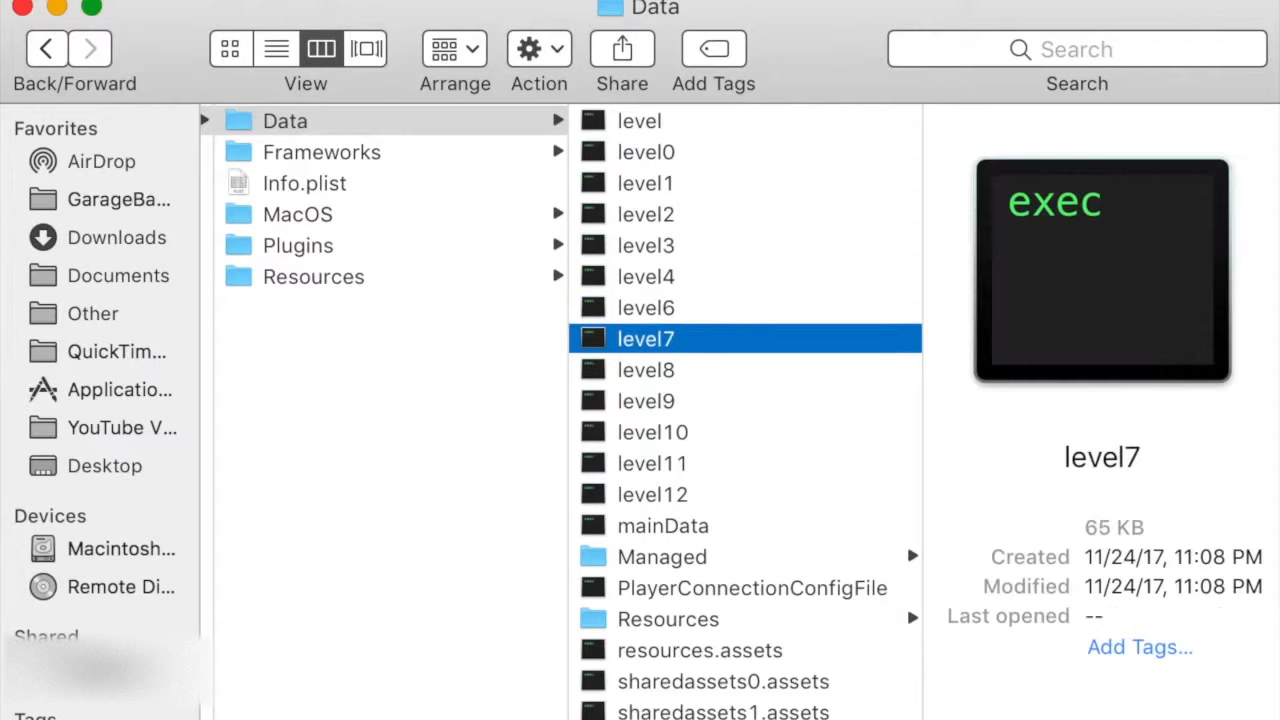 Data
Back/Forward
View
Arrange
Action
Share
Add Tags
Search
Search
Favorites
AirDrop
GarageBa...
Downloads
Documents
Other
QuickTim...
Applicatio...
YouTube V...
Desktop
Devices
Macintosh...
Remote Di...
Shared
Tags
Data
Frameworks
Info.plist
MacOS
Plugins
Resources
level
level0
level1
level2
level3
level4
level6
level7
level8
level9
level10
level11
level12
mainData
Managed
PlayerConnectionConfigFile
Resources
resources.assets
sharedassets0.assets
sharedassets1.assets
exec
level7
65 KB
Created 11/24/17, 11:08 PM
Modified 11/24/17, 11:08 PM
Last opened --
Add Tags...